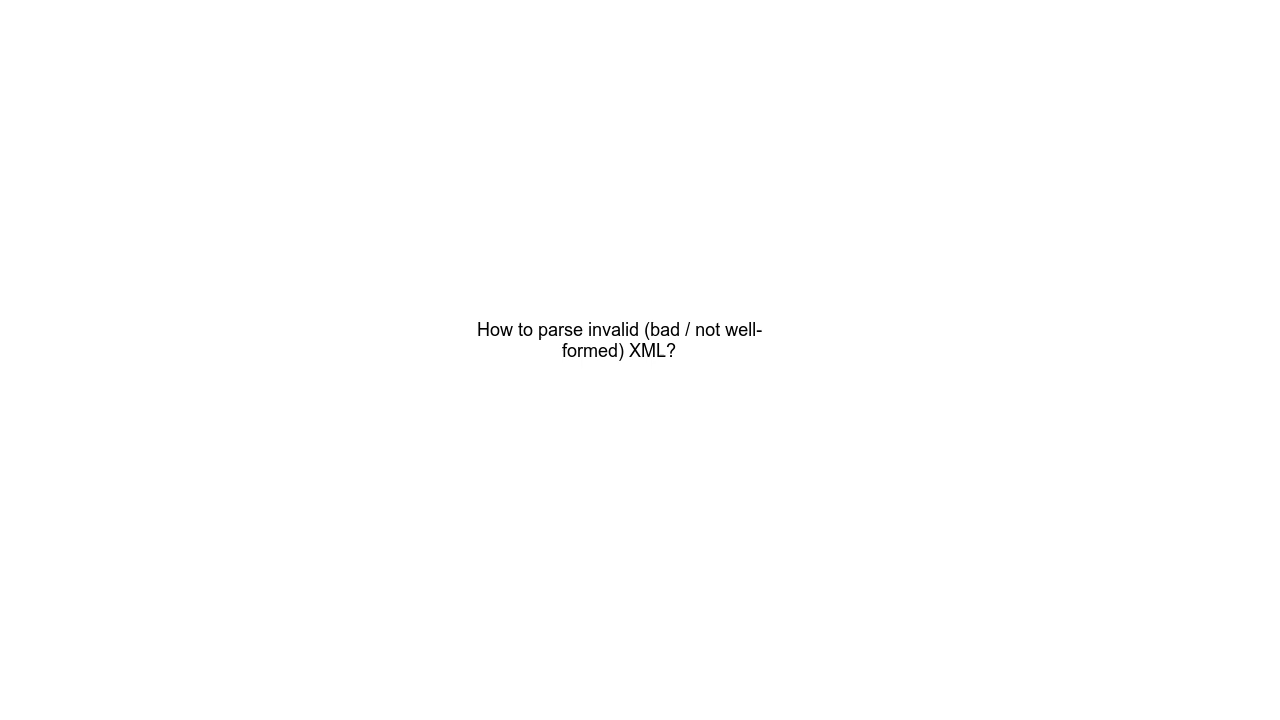 How to parse invalid (bad / not well-
formed) XML?